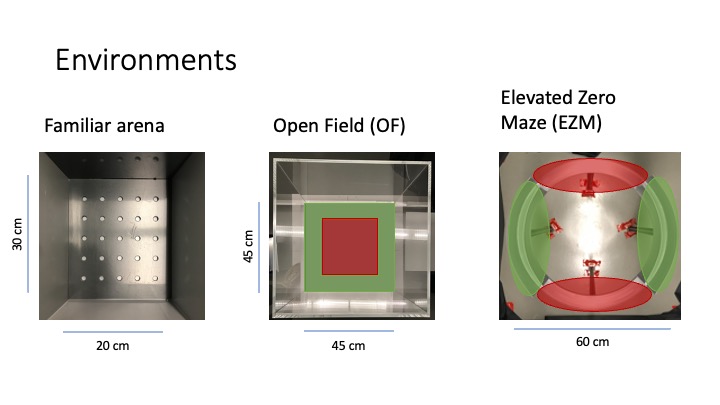 Environments
Familiar arena
Open Field (OF)
Elevated Zero
Maze (EZM)
30 cm
20 cm
45 cm
45 cm
60 cm